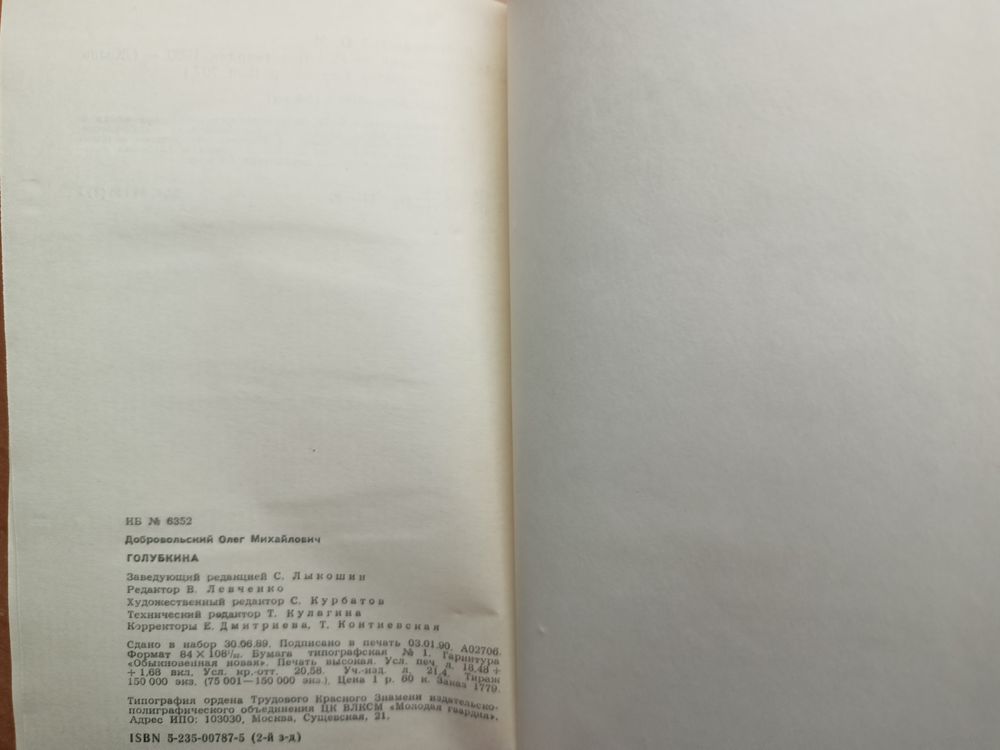 ИБ № 6352
Добровольский Олег Михайлович
ГОЛУБКИНА
Заведующий редакцией С. Лыкошин
Редактор В. Левченко
Художественный редактор С. Курбатов
Технический редактор Т. Кулагина
Корректоры Е. Дмитриева, Т. Контиевская
Сдано в набор 30.06.89. Подписано в печать 03.01.90. А02706.
Формат 84×108¹/₃₂. Бумага типографская № 1. Гарнитура
«Обыкновенная новая». Печать высокая. Усл. печ. л. 18,48 +
+ 1,68 вкл. Усл. кр.-отт. 20,58. Уч.-изд. л. 21,4. Тираж
150 000 экз. (75 001—150 000 экз.). Цена 1 р. 60 к. Заказ 1779.
Типография ордена Трудового Красного Знамени издательско-
полиграфического объединения ЦК ВЛКСМ «Молодая гвардия».
Адрес ИПО: 103030, Москва, Сущевская, 21.
ISBN 5-235-00787-5 (2-й з-д)